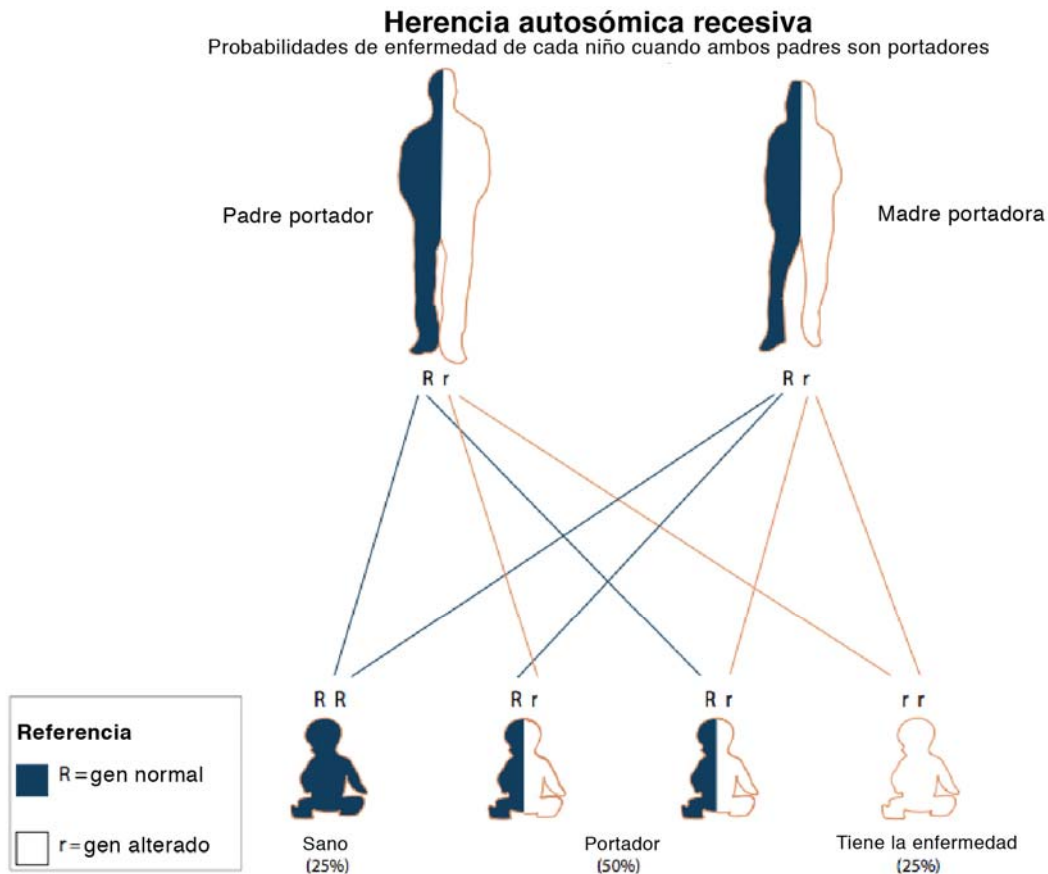 Herencia autosómica recesiva
Probabilidades de enfermedad de cada niño cuando ambos padres son portadores
Padre portador
Madre portadora
R r
R r
R R
R r
R r
r r
Referencia
R=gen normal
r=gen alterado
Sano
(25%)
Portador
(50%)
Tiene la enfermedad
(25%)